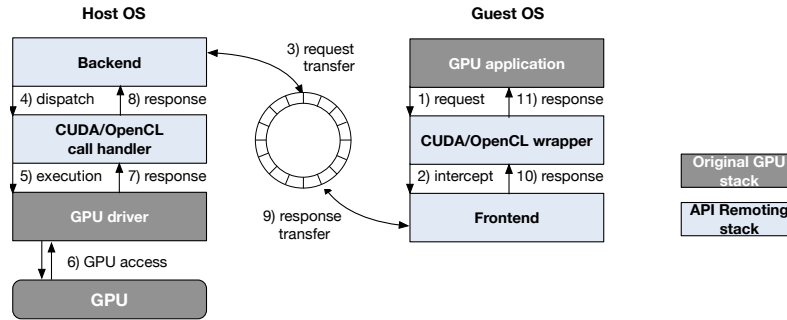 Host OS
Guest OS
Backend
3) request
transfer
GPU application
4) dispatch
8) response
1) request
11) response
CUDA/OpenCL
call handler
CUDA/OpenCL wrapper
Original GPU
stack
5) execution
7) response
2) intercept
10) response
GPU driver
9) response
transfer
Frontend
API Remoting
stack
6) GPU access
GPU